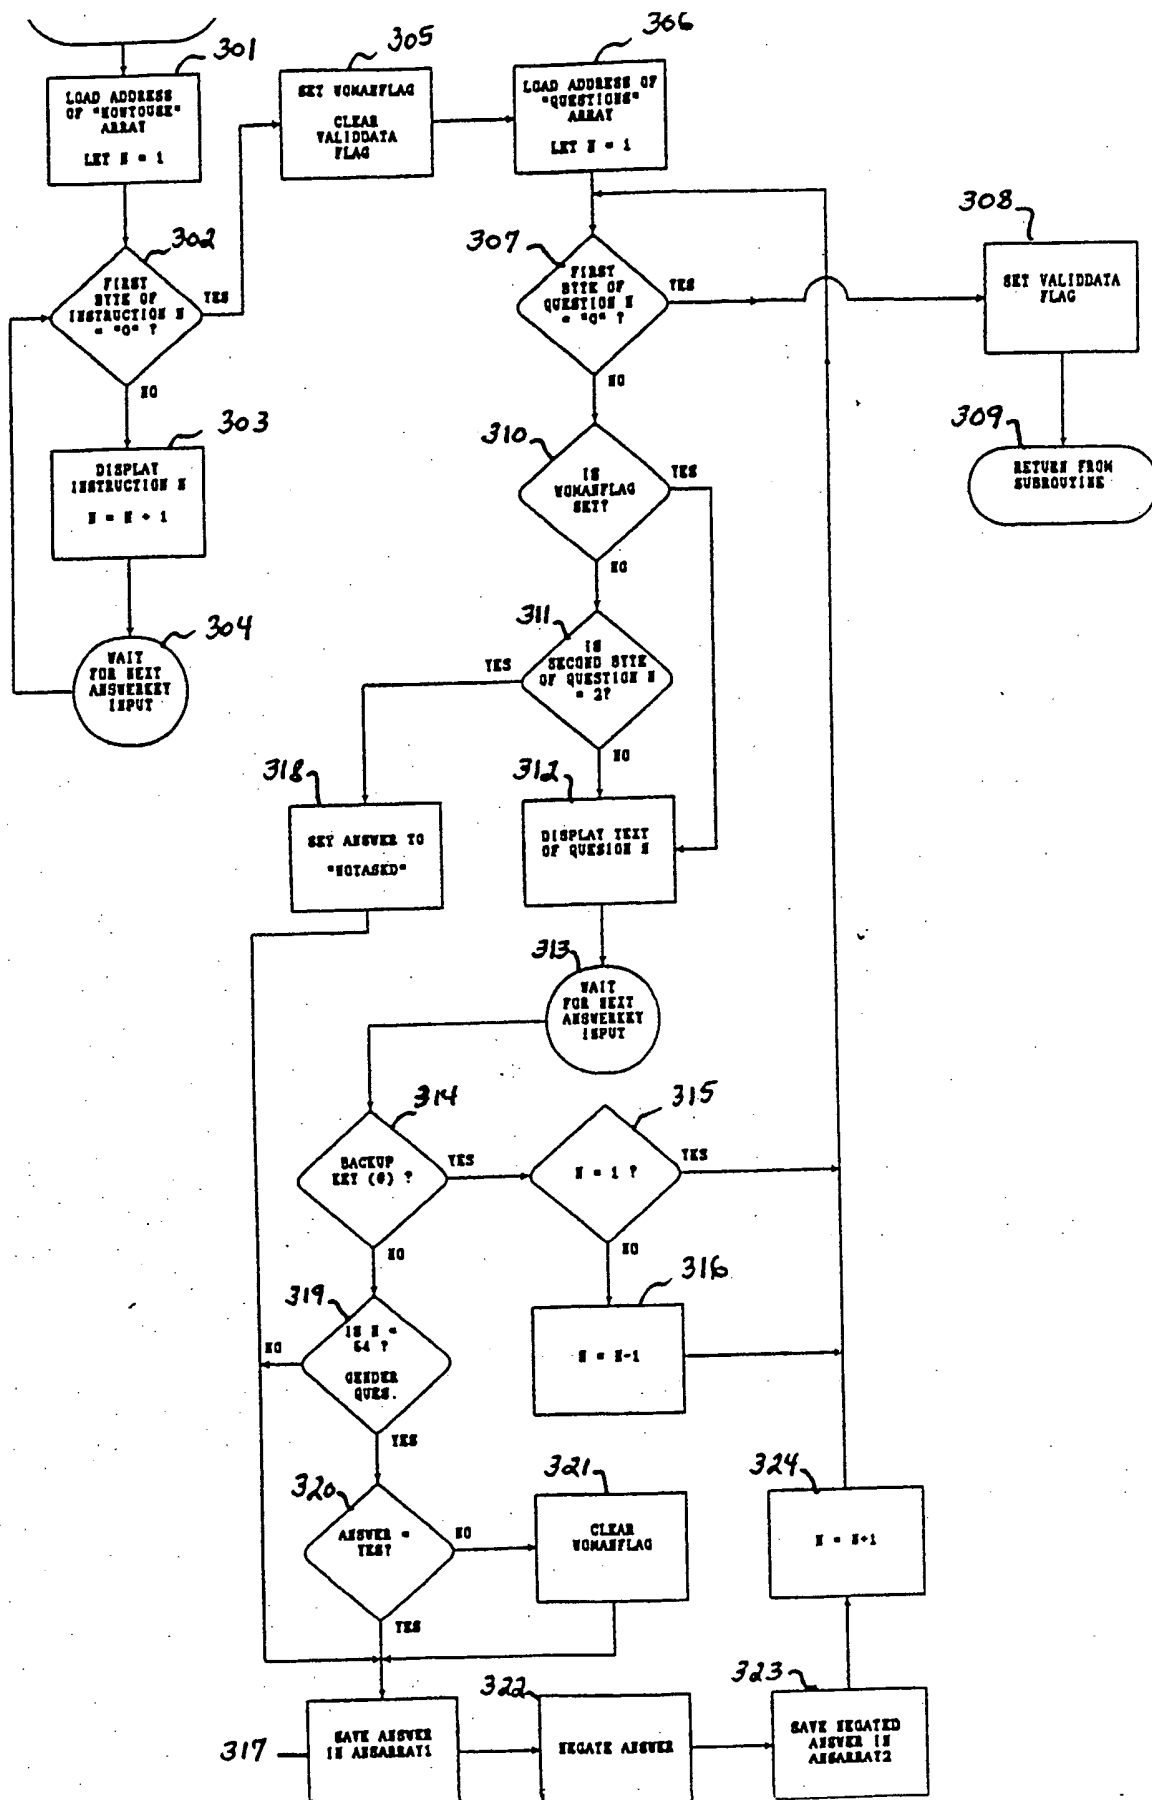 301
LOAD ADDRESS
OF "HOWTOUSE"
ARRAY
LET N = 1
302
FIRST
BYTE OF
INSTRUCTION N
= "0" ?
YES
NO
303
DISPLAY
INSTRUCTION N
N = N + 1
304
WAIT
FOR NEXT
ANSWERKEY
INPUT
305
SET WOMANFLAG
CLEAR
VALIDDATA
FLAG
306
LOAD ADDRESS OF
"QUESTIONS"
ARRAY
LET N = 1
307
FIRST
BYTE OF
QUESTION N
= "0" ?
YES
NO
308
SET VALIDDATA
FLAG
309
RETURN FROM
SUBROUTINE
310
IS
WOMANFLAG
SET?
YES
NO
311
IS
SECOND BYTE
OF QUESTION N
= 2?
YES
NO
318
SET ANSWER TO
"NOTASKD"
312
DISPLAY TEXT
OF QUESION N
313
WAIT
FOR NEXT
ANSWERKEY
INPUT
314
BACKUP
KEY (@) ?
YES
NO
315
N = 1 ?
YES
NO
316
N = N-1
319
IS N =
54 ?
GENDER
QUES.
NO
YES
320
ANSWER =
YES?
NO
YES
321
CLEAR
WOMANFLAG
324
N = N+1
317
SAVE ANSWER
IN ANSARRAY1
322
NEGATE ANSWER
323
SAVE NEGATED
ANSWER IN
ANSARRAY2